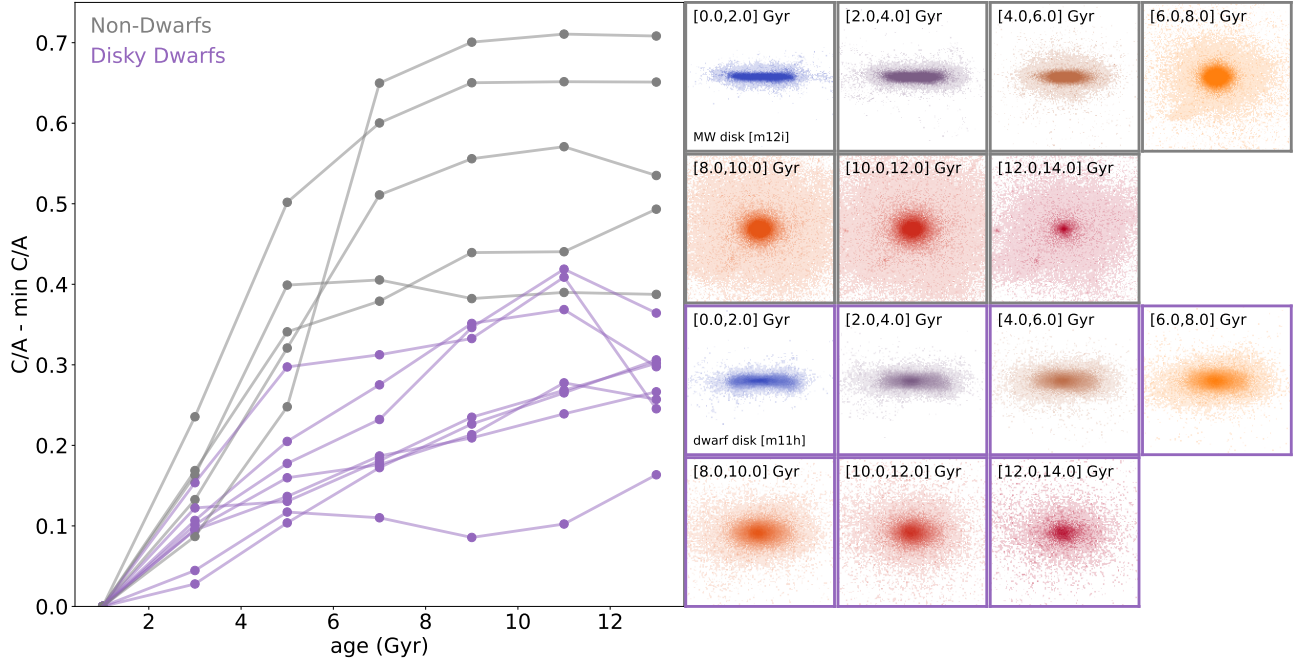 Non-Dwarfs
Disky Dwarfs
C/A - min C/A
0.7
0.6
0.5
0.4
0.3
0.2
0.1
0.0
2 4 6 8 10 12
age (Gyr)
[0.0,2.0] Gyr
[2.0,4.0] Gyr
[4.0,6.0] Gyr
[6.0,8.0] Gyr
MW disk [m12i]
[8.0,10.0] Gyr
[10.0,12.0] Gyr
[12.0,14.0] Gyr
[0.0,2.0] Gyr
[2.0,4.0] Gyr
[4.0,6.0] Gyr
[6.0,8.0] Gyr
dwarf disk [m11h]
[8.0,10.0] Gyr
[10.0,12.0] Gyr
[12.0,14.0] Gyr